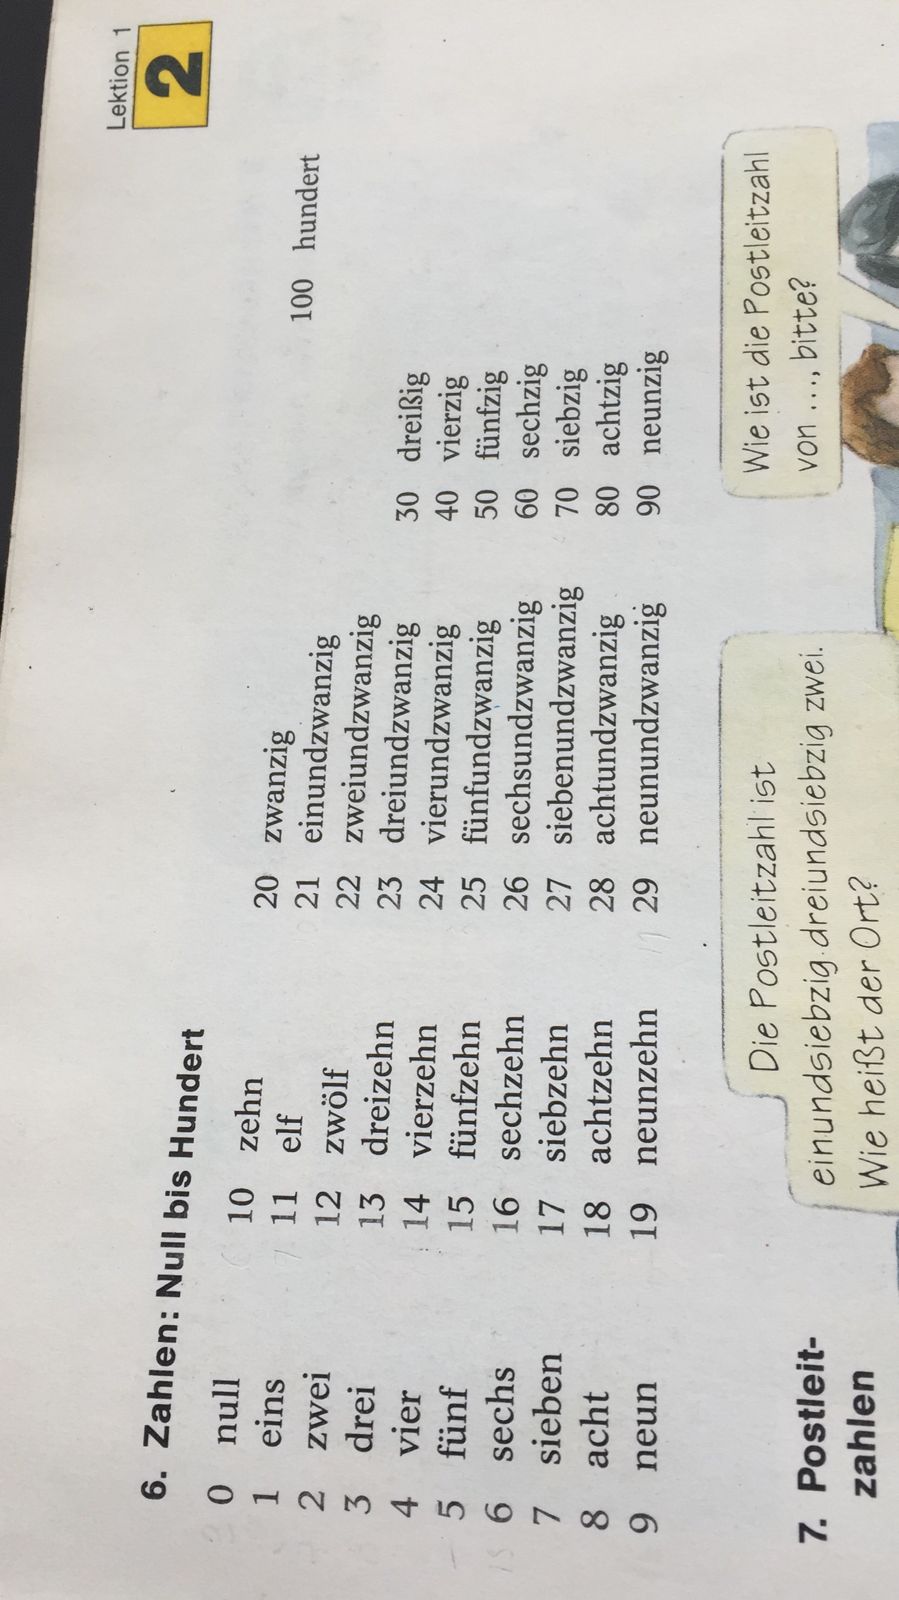 Lektion 1
2
6. Zahlen: Null bis Hundert
0 null
1 eins
2 zwei
3 drei
4 vier
5 fünf
6 sechs
7 sieben
8 acht
9 neun
10 zehn
11 elf
12 zwölf
13 dreizehn
14 vierzehn
15 fünfzehn
16 sechzehn
17 siebzehn
18 achtzehn
19 neunzehn
20 zwanzig
21 einundzwanzig
22 zweiundzwanzig
23 dreiundzwanzig
24 vierundzwanzig
25 fünfundzwanzig
26 sechsundzwanzig
27 siebenundzwanzig
28 achtundzwanzig
29 neunundzwanzig
30 dreißig
40 vierzig
50 fünfzig
60 sechzig
70 siebzig
80 achtzig
90 neunzig
100 hundert
7. Postleit-
zahlen
Die Postleitzahl ist
einundsiebzig dreiundsiebzig zwei.
Wie heißt der Ort?
Wie ist die Postleitzahl
von ..., bitte?